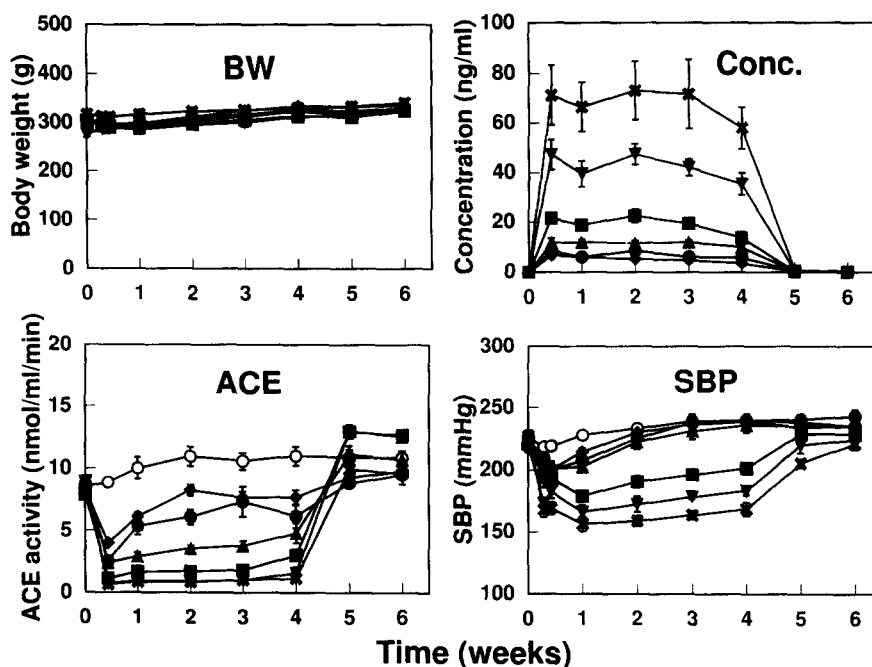 BW
Body weight (g)
500
400
300
200
100
0
0 1 2 3 4 5 6
Conc.
Concentration (ng/ml)
100
80
60
40
20
0
0 1 2 3 4 5 6
ACE
ACE activity (nmol/ml/min)
20
15
10
5
0
0 1 2 3 4 5 6
SBP
SBP (mmHg)
300
250
200
150
100
0 1 2 3 4 5 6
Time (weeks)